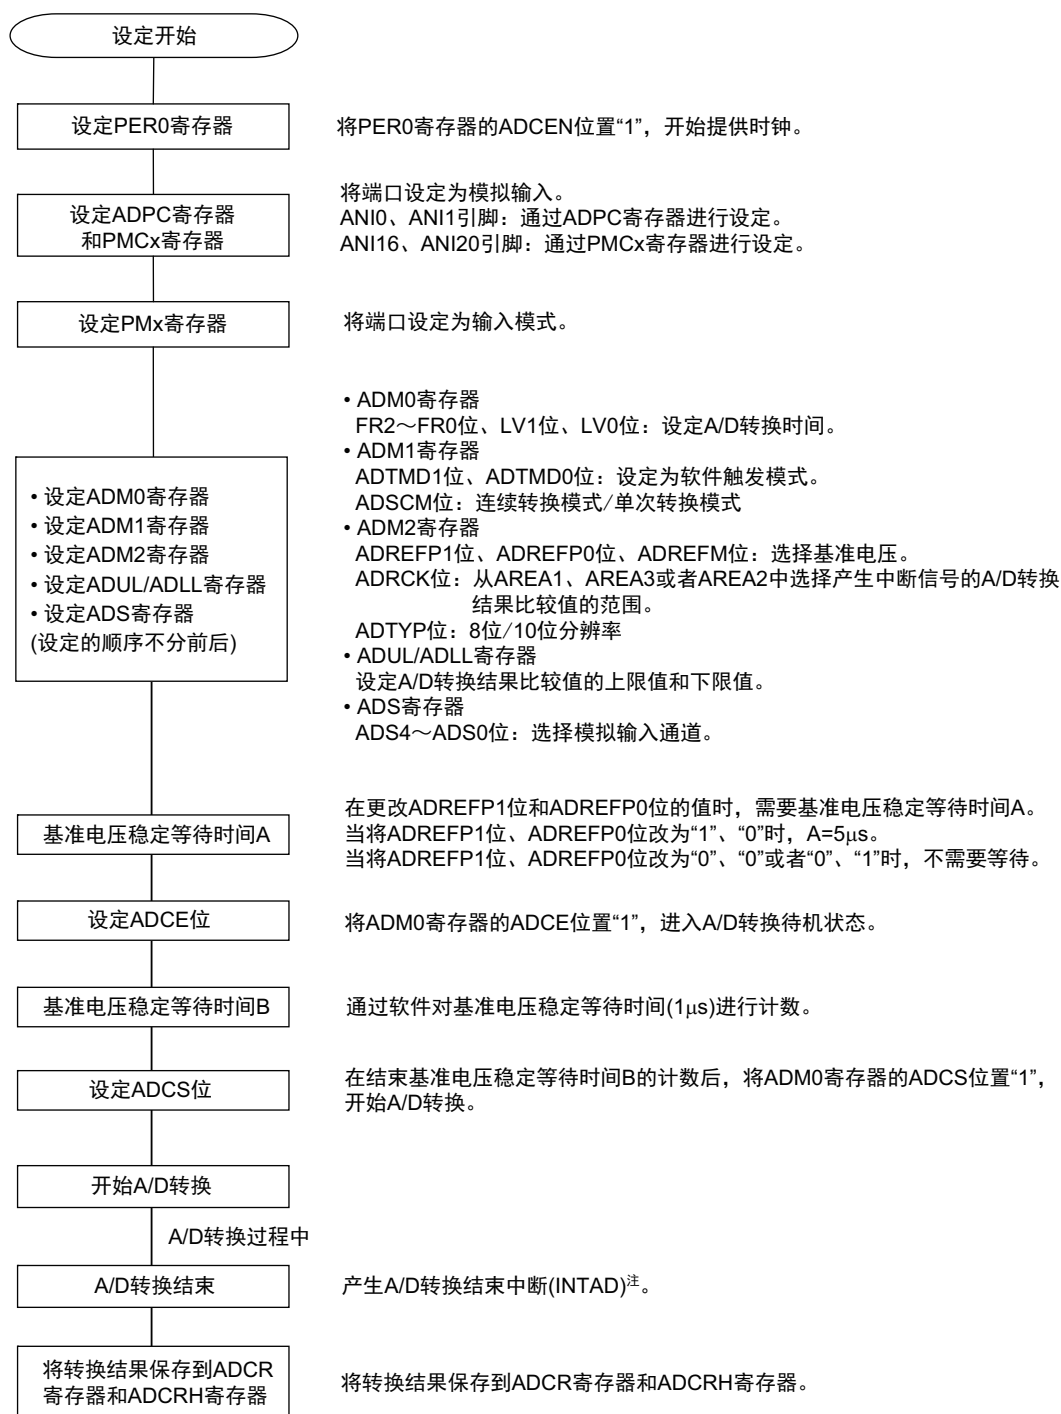 设定开始
设定PER0寄存器
将PER0寄存器的ADCEN位置“1”，开始提供时钟。
设定ADPC寄存器
和PMCx寄存器
将端口设定为模拟输入。
ANI0、ANI1引脚：通过ADPC寄存器进行设定。
ANI16、ANI20引脚：通过PMCx寄存器进行设定。
设定PMx寄存器
将端口设定为输入模式。
• 设定ADM0寄存器
• 设定ADM1寄存器
• 设定ADM2寄存器
• 设定ADUL/ADLL寄存器
• 设定ADS寄存器
(设定的顺序不分前后)
• ADM0寄存器
FR2～FR0位、LV1位、LV0位：设定A/D转换时间。
• ADM1寄存器
ADTMD1位、ADTMD0位：设定为软件触发模式。
ADSCM位：连续转换模式/单次转换模式
• ADM2寄存器
ADREFP1位、ADREFP0位、ADREFM位：选择基准电压。
ADRCK位：从AREA1、AREA3或者AREA2中选择产生中断信号的A/D转换
结果比较值的范围。
ADTYP位：8位/10位分辨率
• ADUL/ADLL寄存器
设定A/D转换结果比较值的上限值和下限值。
• ADS寄存器
ADS4～ADS0位：选择模拟输入通道。
基准电压稳定等待时间A
在更改ADREFP1位和ADREFP0位的值时，需要基准电压稳定等待时间A。
当将ADREFP1位、ADREFP0位改为“1”、“0”时，A=5μs。
当将ADREFP1位、ADREFP0位改为“0”、“0”或者“0”、“1”时，不需要等待。
设定ADCE位
将ADM0寄存器的ADCE位置“1”，进入A/D转换待机状态。
基准电压稳定等待时间B
通过软件对基准电压稳定等待时间(1μs)进行计数。
设定ADCS位
在结束基准电压稳定等待时间B的计数后，将ADM0寄存器的ADCS位置“1”，
开始A/D转换。
开始A/D转换
A/D转换过程中
A/D转换结束
产生A/D转换结束中断(INTAD)注。
将转换结果保存到ADCR
寄存器和ADCRH寄存器
将转换结果保存到ADCR寄存器和ADCRH寄存器。